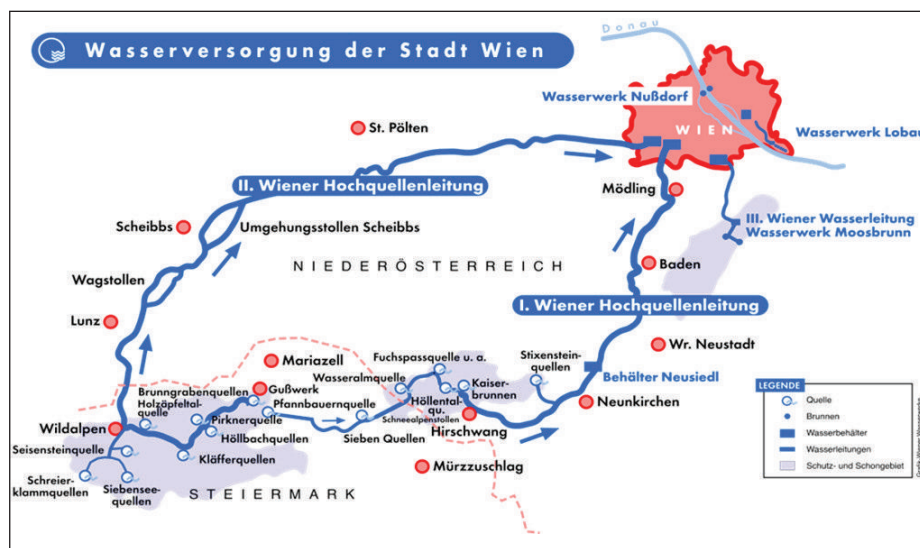 Wasserversorgung der Stadt Wien
Donau
Wasserwerk Nußdorf
WIEN
Wasserwerk Lobau
St. Pölten
II. Wiener Hochquellenleitung
Mödling
Scheibbs
Umgehungsstollen Scheibbs
III. Wiener Wasserleitung
Wasserwerk Moosbrunn
NIEDERÖSTERREICH
Baden
Wagstollen
I. Wiener Hochquellenleitung
Lunz
Mariazell
Fuchspassquelle u. a.
Stixenstein-
quellen
Wr. Neustadt
Gußwerk
Wasseralmquelle
Behälter Neusiedl
Brunngrabenquellen
Holzäpfeltal-
quelle
Pfannbauernquelle
Höllental-
qu.
Kaiser-
brunnen
Neunkirchen
Pirknerquelle
Schneealpenstollen
Wildalpen
Höllbachquellen
Sieben Quellen
Hirschwang
Seisensteinquelle
Kläfferquellen
Mürzzuschlag
Schreier-
klammquellen
Siebensee-
quellen
STEIERMARK
LEGENDE
Quelle
Brunnen
Wasserbehälter
Wasserleitungen
Schutz- und Schongebiet